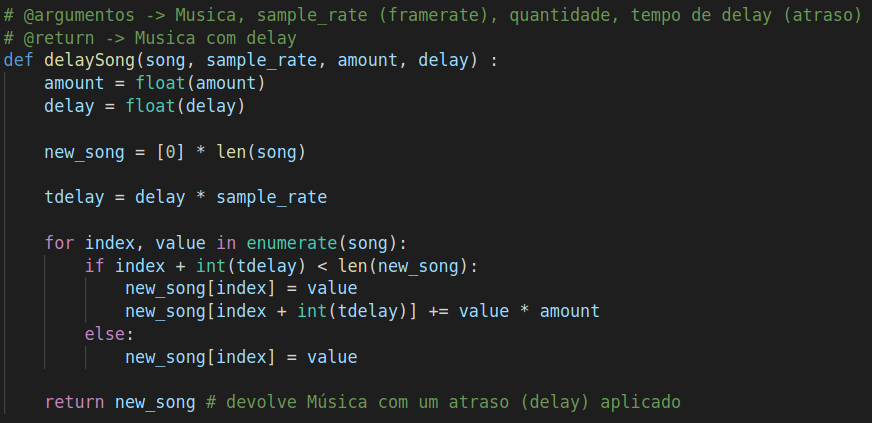 # @argumentos -> Musica, sample_rate (framerate), quantidade, tempo de delay (atraso)
# @return -> Musica com delay
def delaySong(song, sample_rate, amount, delay) :
    amount = float(amount)
    delay = float(delay)

    new_song = [0] * len(song)

    tdelay = delay * sample_rate

    for index, value in enumerate(song):
        if index + int(tdelay) < len(new_song):
            new_song[index] = value
            new_song[index + int(tdelay)] += value * amount
        else:
            new_song[index] = value

    return new_song # devolve Música com um atraso (delay) aplicado